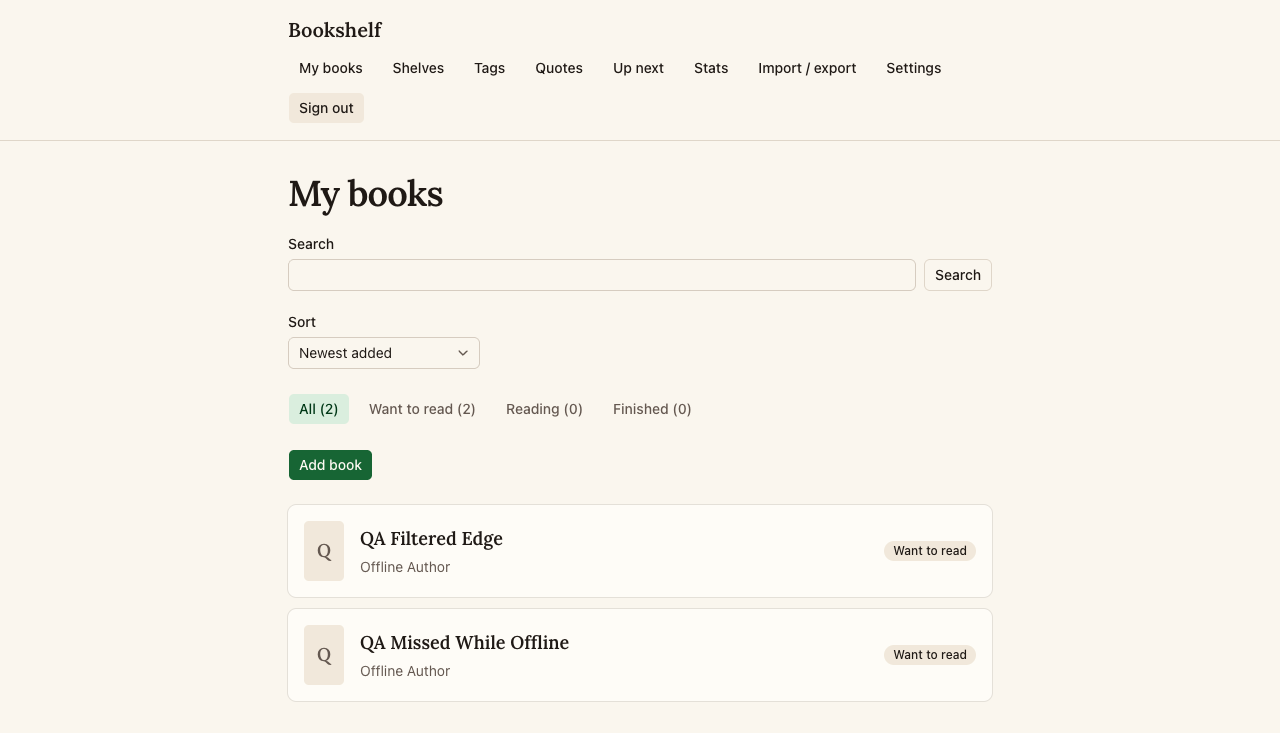 Bookshelf
My books Shelves Tags Quotes Up next Stats Import / export Settings
Sign out
My books
Search
Search
Sort
Newest added
All (2) Want to read (2) Reading (0) Finished (0)
Add book
Q
QA Filtered Edge
Offline Author
Want to read
Q
QA Missed While Offline
Offline Author
Want to read